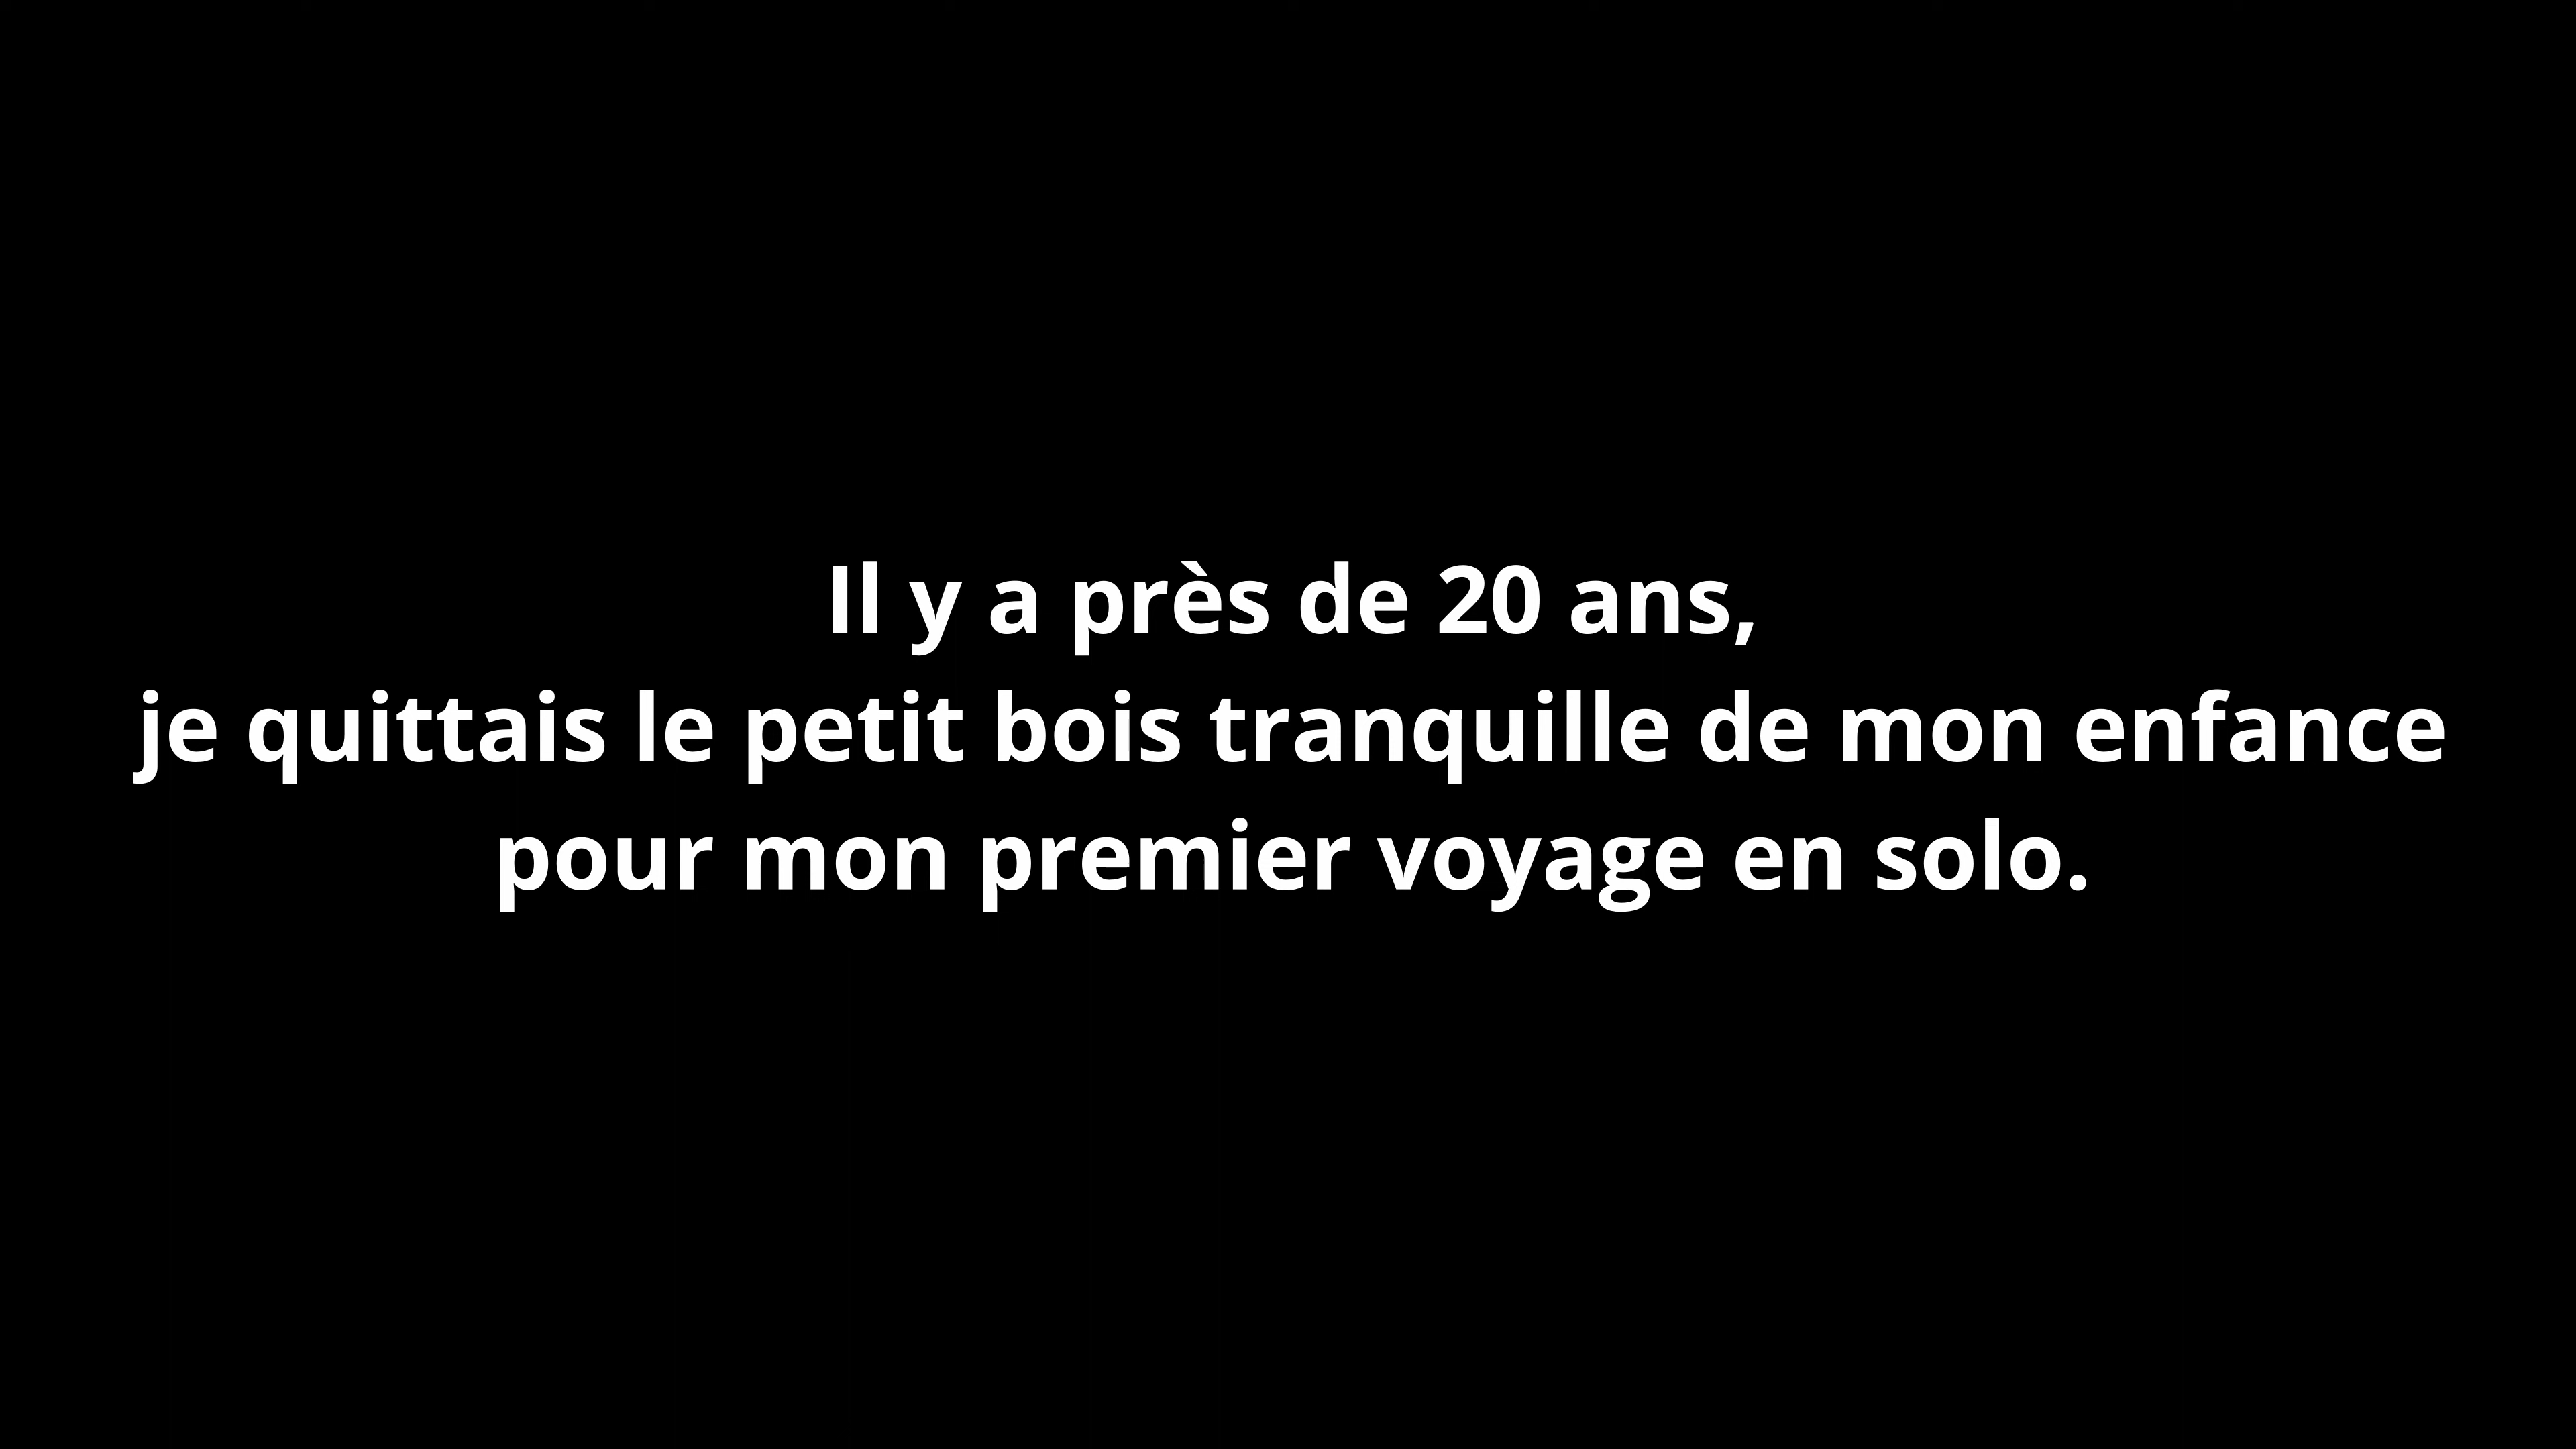 Il y a près de 20 ans,
je quittais le petit bois tranquille de mon enfance
pour mon premier voyage en solo.